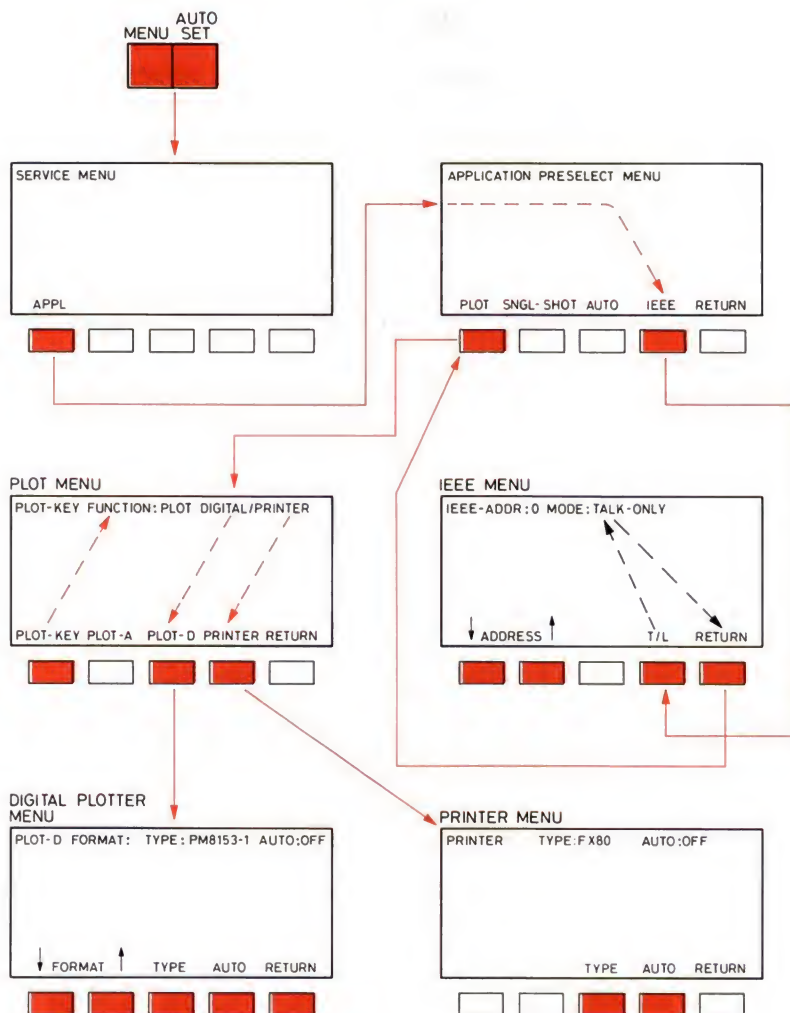 AUTO
MENU SET
SERVICE MENU
APPL
APPLICATION PRESELECT MENU
PLOT SNGL-SHOT AUTO IEEE RETURN
PLOT MENU
PLOT-KEY FUNCTION: PLOT DIGITAL/PRINTER
PLOT-KEY PLOT-A PLOT-D PRINTER RETURN
IEEE MENU
IEEE-ADDR:0 MODE:TALK-ONLY
↓ ADDRESS ↑ T/L RETURN
DIGITAL PLOTTER
MENU
PLOT-D FORMAT: TYPE: PM8153-1 AUTO:OFF
↓ FORMAT ↑ TYPE AUTO RETURN
PRINTER MENU
PRINTER TYPE:FX80 AUTO:OFF
TYPE AUTO RETURN